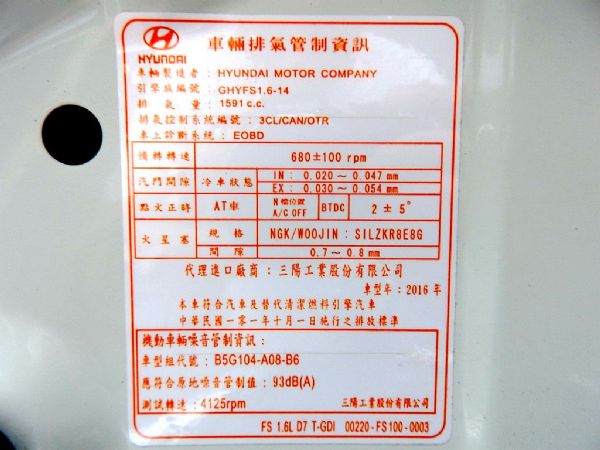 HYUNDAI
車輛排氣管制資訊
車輛製造者：HYUNDAI MOTOR COMPANY
引擎族編號：GHYFS1.6-14
排氣量：1591 c.c.
排氣控制系統編號：3CL/CAN/OTR
車上診斷系統：EOBD
惰轉轉速 680±100 rpm
汽門間隙 冷車狀態 IN：0.020～0.047 mm
EX：0.030～0.054 mm
點火正時 AT車 N檔位置 A/C OFF BTDC 2±5°
火星塞 規格 NGK/WOOJIN：SILZKR8E8G
間隙 0.7～0.8mm
代理進口廠商：三陽工業股份有限公司
車型年：2016 年
本車符合汽車及替代清潔燃料引擎汽車
中華民國一零一年十月一日施行之排放標準
機動車輛噪音管制資訊：
車型組代號：B5G104-A08-B6
應符合原地噪音管制值：93dB(A)
測試轉速：4125rpm 三陽工業股份有限公司
FS 1.6L D7 T-GDI 00220-FS100-0003